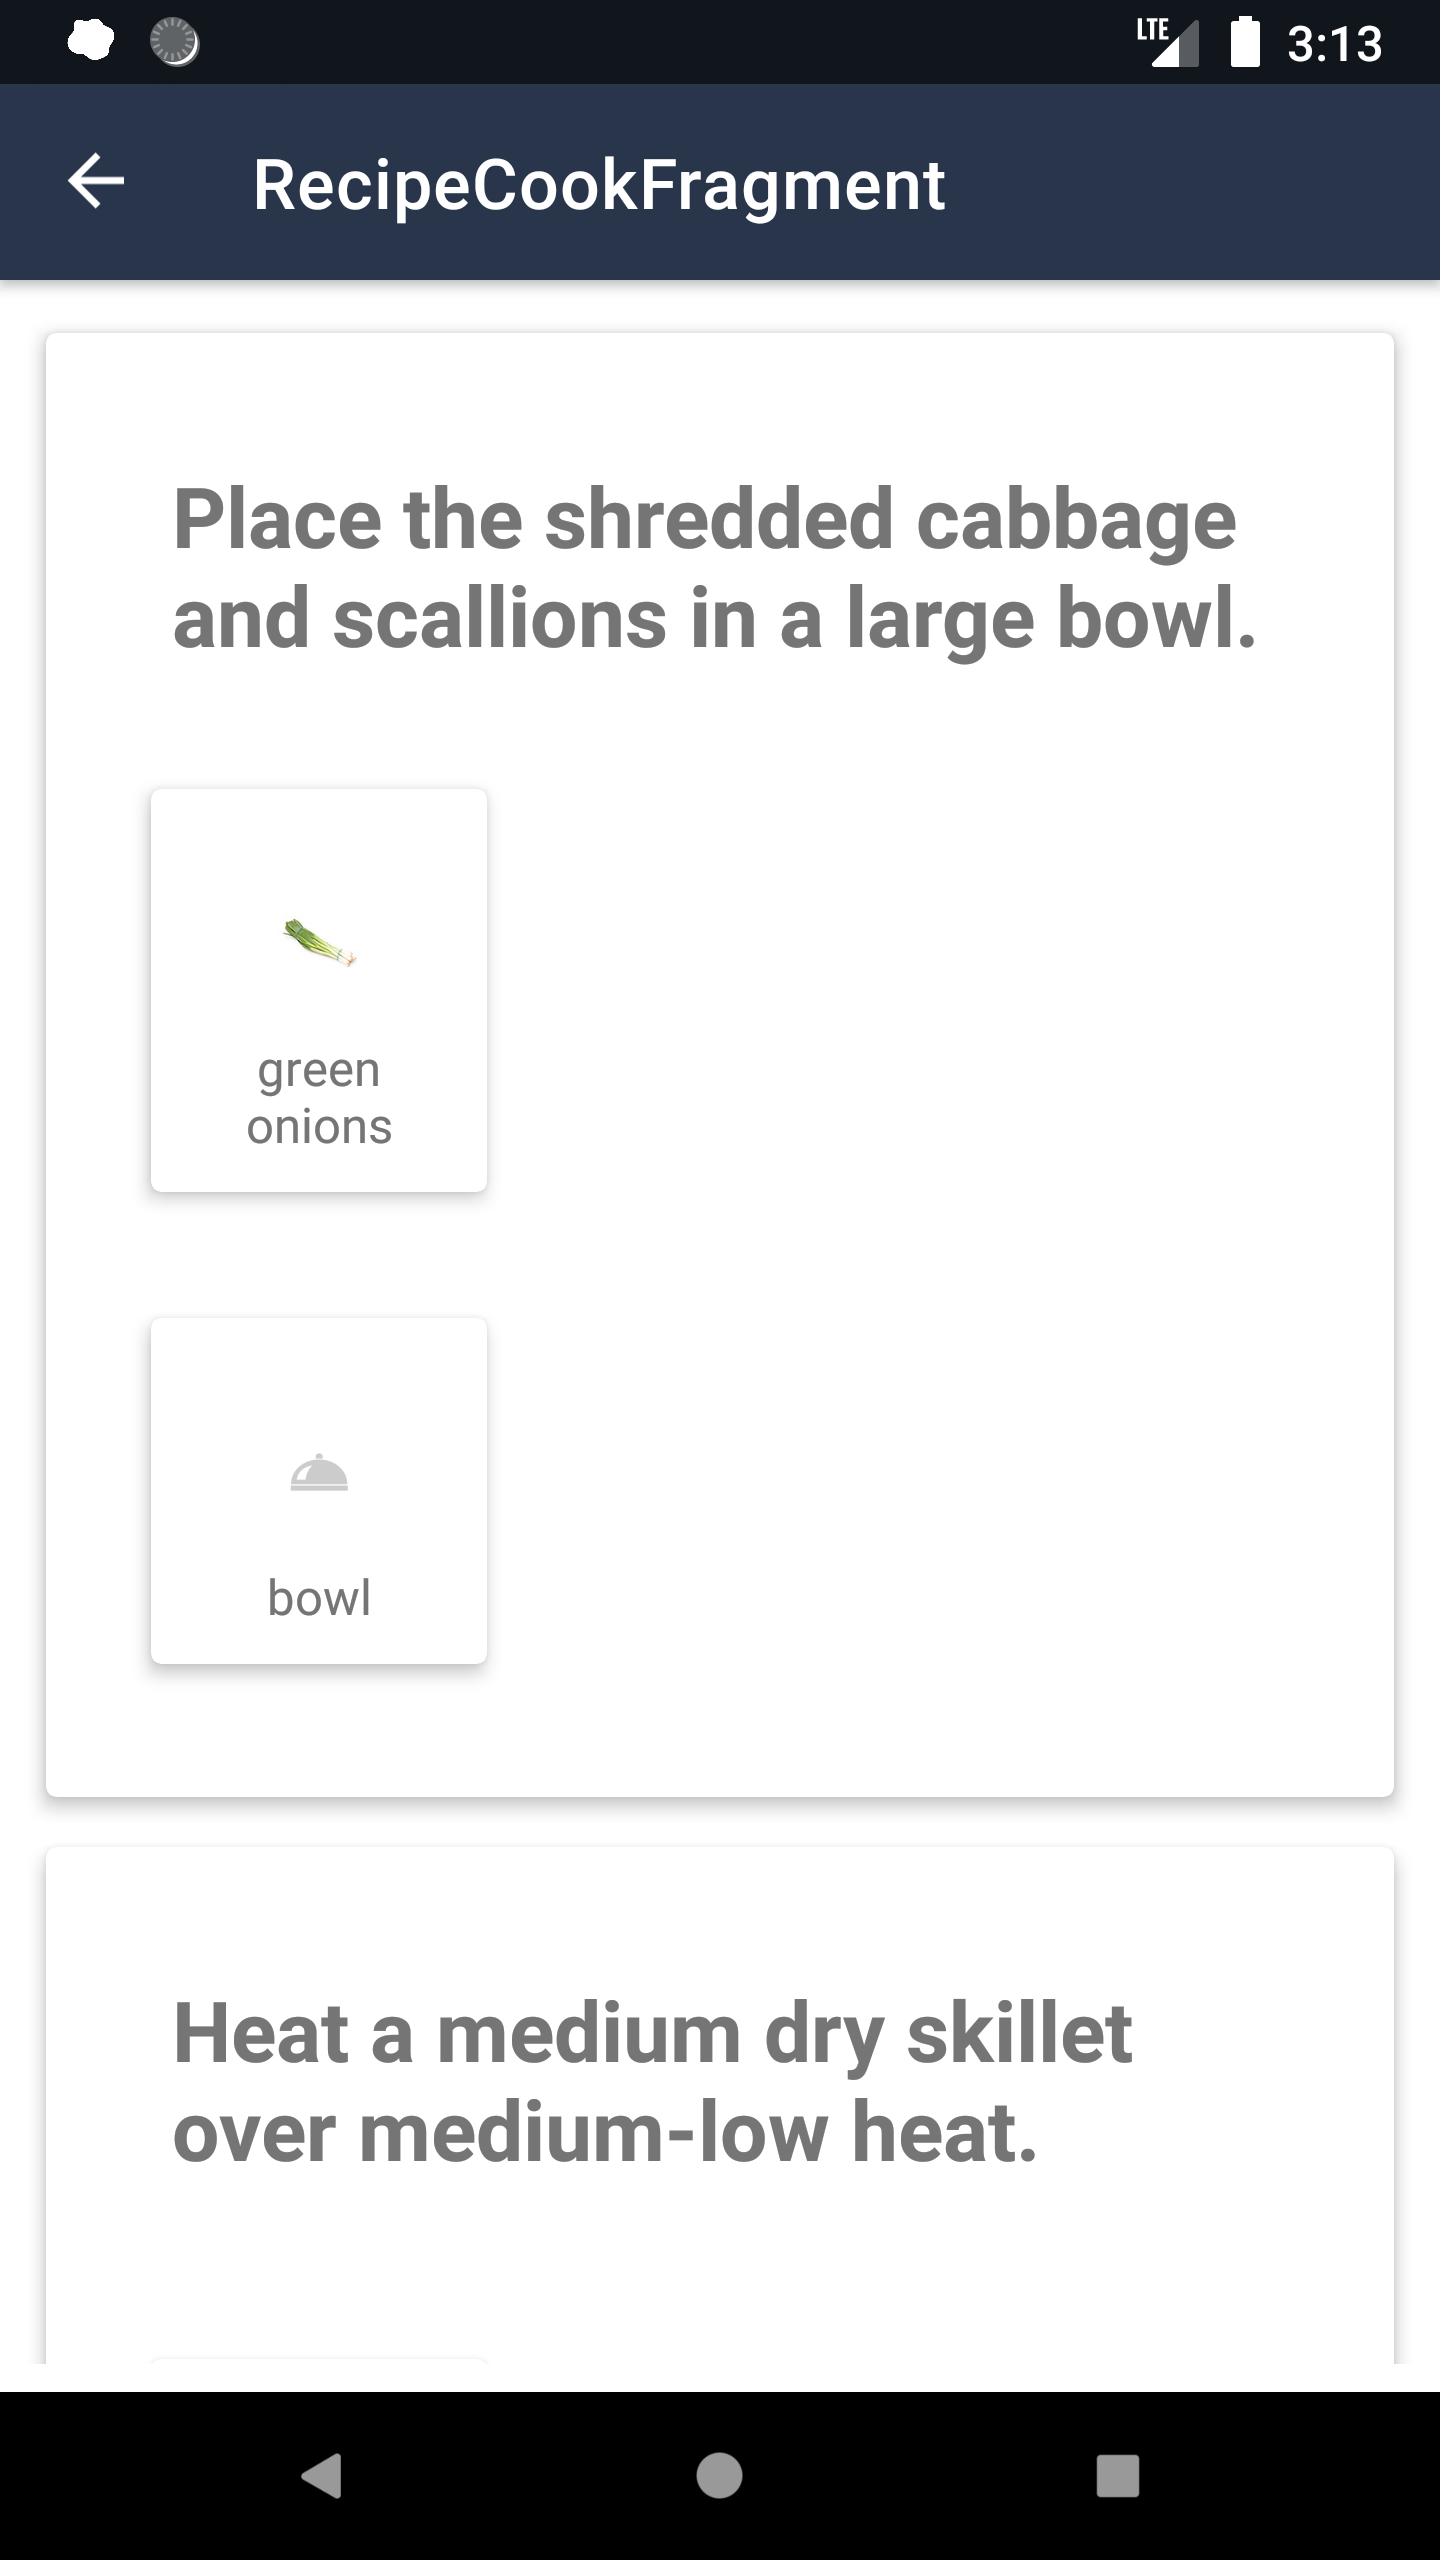 LTE 3:13
RecipeCookFragment
Place the shredded cabbage
and scallions in a large bowl.
green
onions
bowl
Heat a medium dry skillet
over medium-low heat.